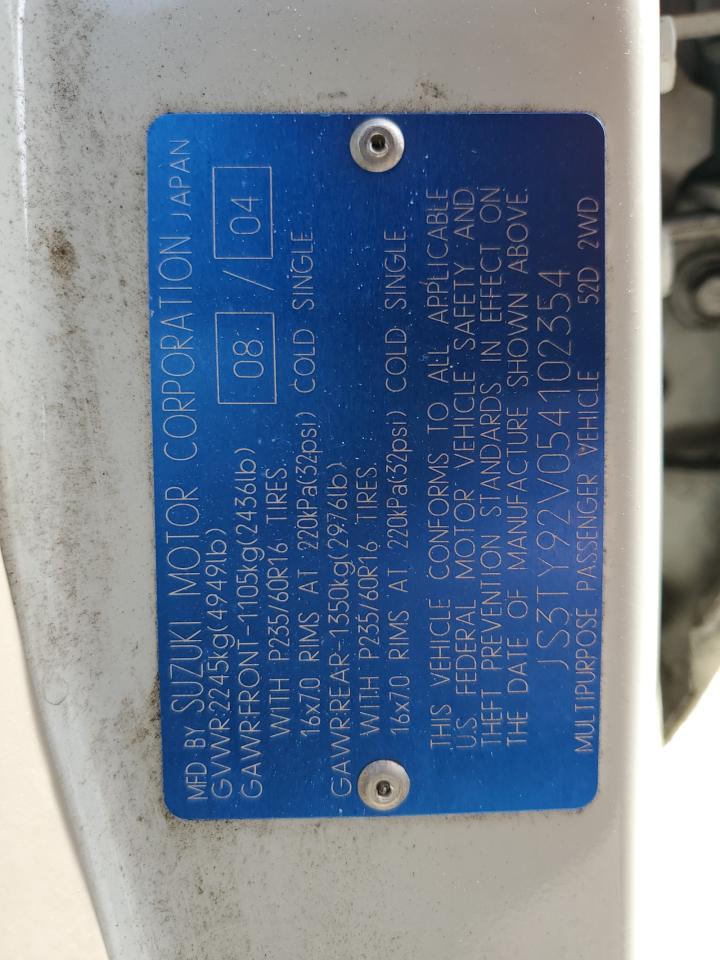 MFD BY SUZUKI MOTOR CORPORATION JAPAN
GVWR:2245kg(4949lb) 08 / 04
GAWR:FRONT-1105kg(2436lb)
WITH P235/60R16 TIRES.
16x7.0 RIMS AT 220kPa(32psi) COLD SINGLE.
GAWR:REAR-1350kg(2976lb)
WITH P235/60R16 TIRES.
16x7.0 RIMS AT 220kPa(32psi) COLD SINGLE.
THIS VEHICLE CONFORMS TO ALL APPLICABLE
U.S. FEDERAL MOTOR VEHICLE SAFETY AND
THEFT PREVENTION STANDARDS IN EFFECT ON
THE DATE OF MANUFACTURE SHOWN ABOVE.
JS3TY92V054102354
MULTIPURPOSE PASSENGER VEHICLE 52D 2WD